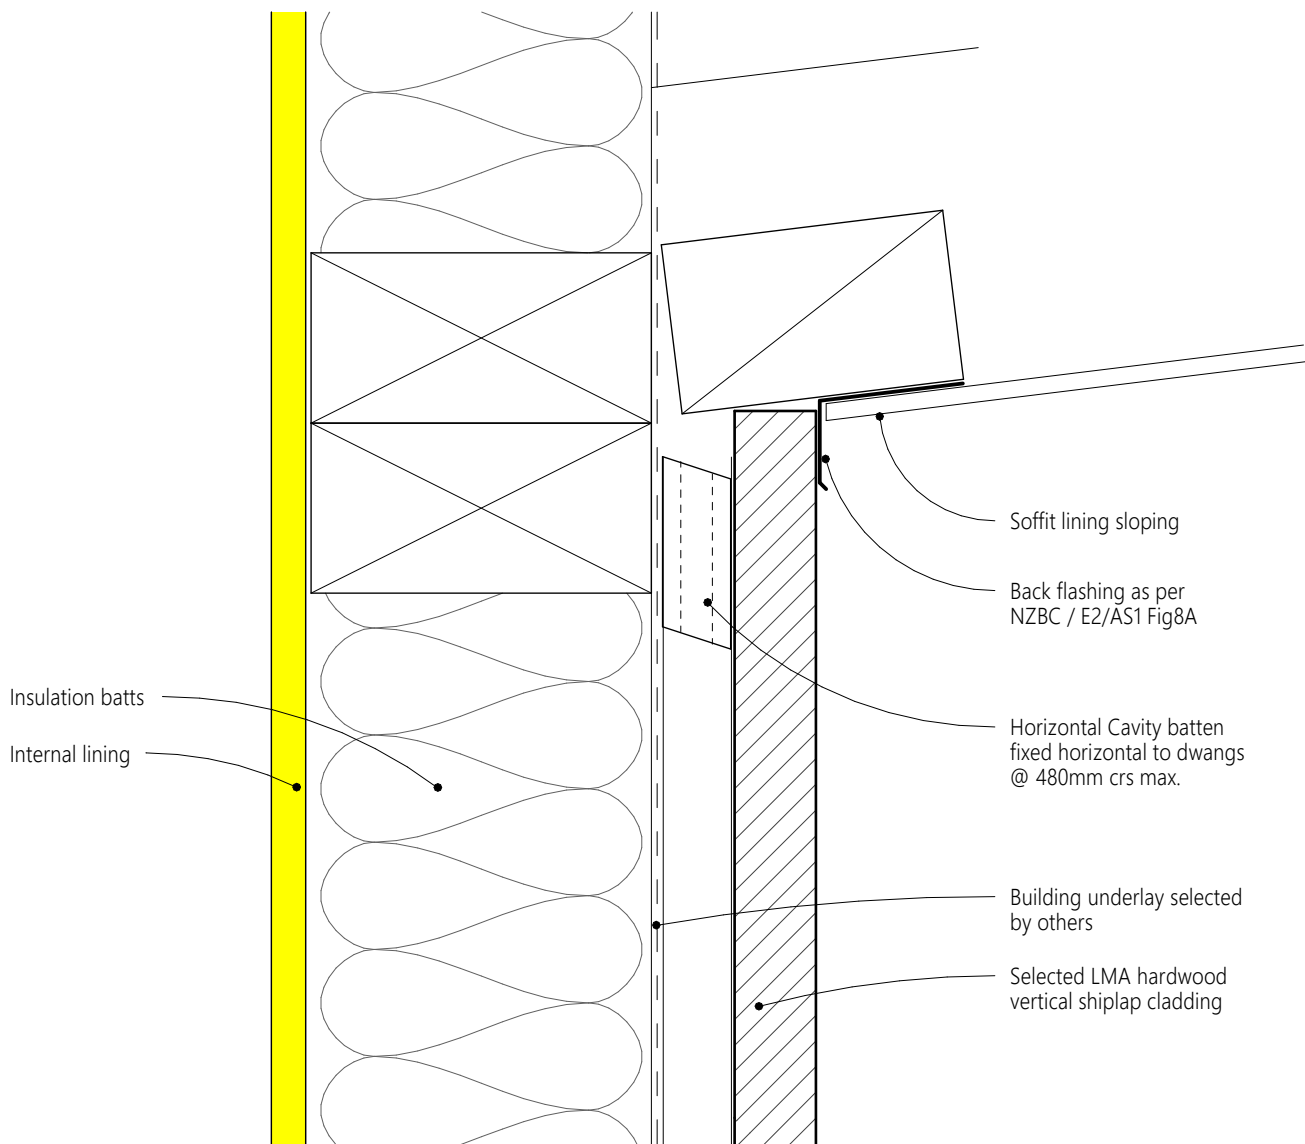 Soffit lining sloping
Back flashing as per
NZBC / E2/AS1 Fig8A
Insulation batts
Internal lining
Horizontal Cavity batten
fixed horizontal to dwangs
@ 480mm crs max.
Building underlay selected
by others
Selected LMA hardwood
vertical shiplap cladding